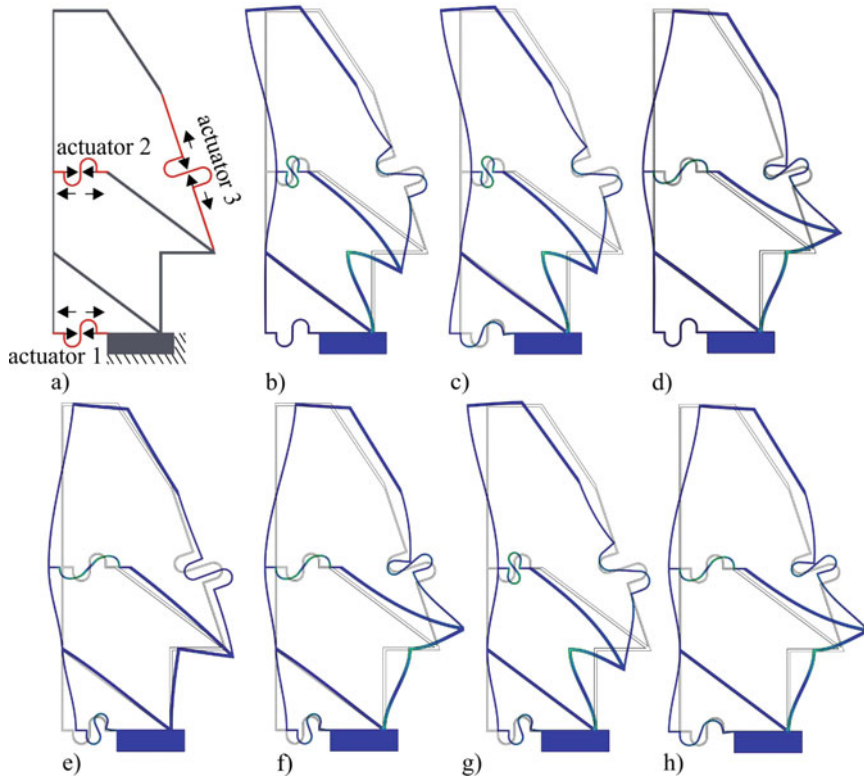 actuator 2
actuator 3
actuator 1
a)
b)
c)
d)
e)
f)
g)
h)